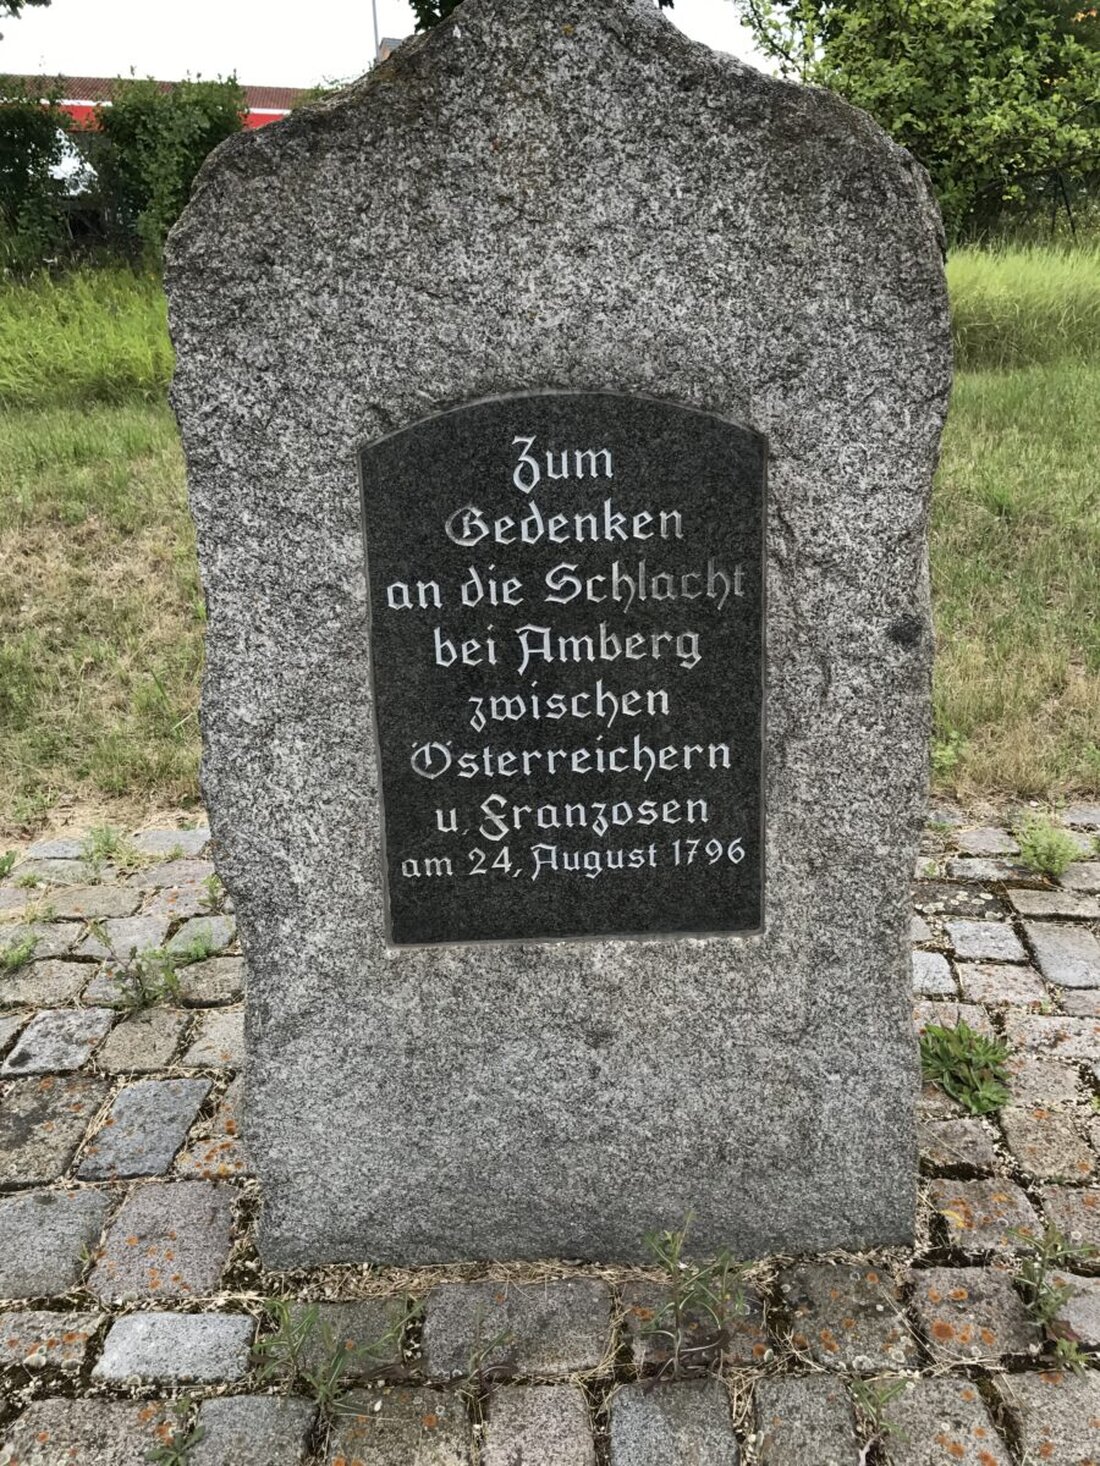 Zum
Gedenken
an die Schlacht
bei Amberg
zwischen
Österreichern
u. Franzosen
am 24. August 1796